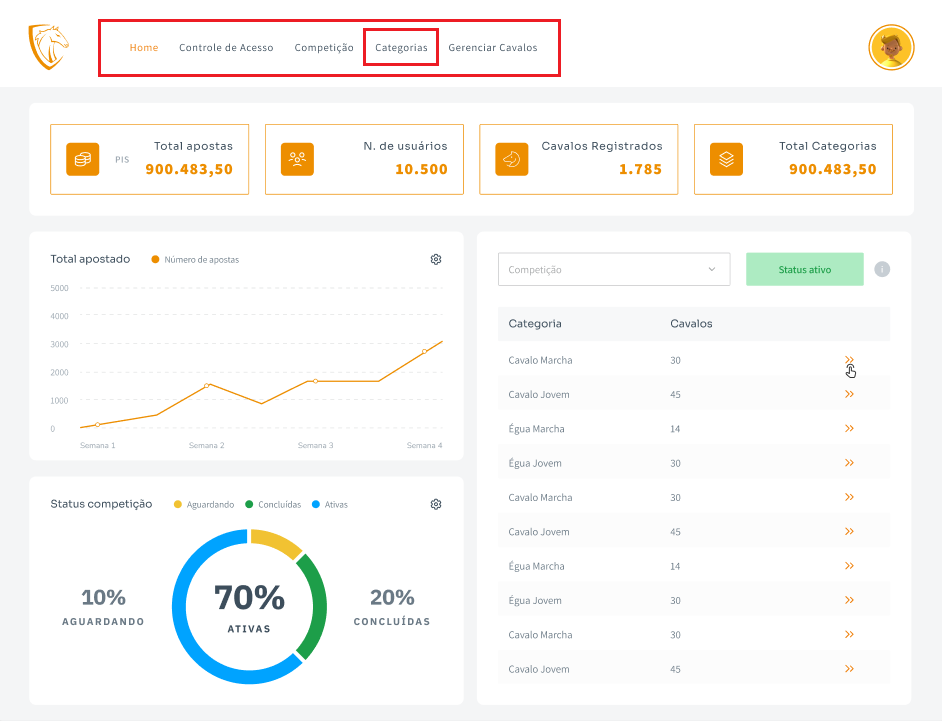 Home Controle de Acesso Competição Categorias Gerenciar Cavalos
Total apostas
PIS 900.483,50
N. de usuários
10.500
Cavalos Registrados
1.785
Total Categorias
900.483,50
Total apostado Número de apostas
5000
4000
3000
2000
1000
0
Semana 1 Semana 2 Semana 3 Semana 4
Status competição Aguardando Concluídas Ativas
10%
AGUARDANDO
70%
ATIVAS
20%
CONCLUÍDAS
Competição Status ativo i
Categoria Cavalos
Cavalo Marcha 30
Cavalo Jovem 45
Égua Marcha 14
Égua Jovem 30
Cavalo Marcha 30
Cavalo Jovem 45
Égua Marcha 14
Égua Jovem 30
Cavalo Marcha 30
Cavalo Jovem 45